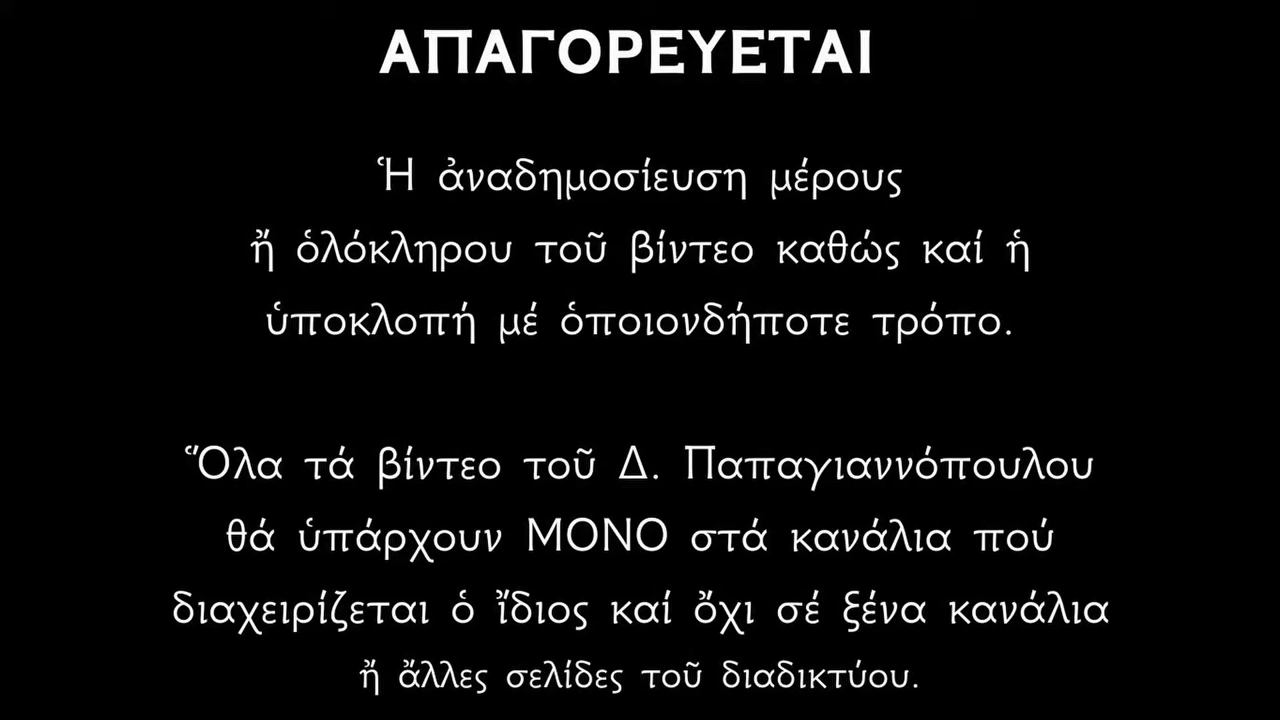 ΑΠΑΓΟΡΕΥΕΤΑΙ
Ἡ ἀναδημοσίευση μέρους
ἤ ὁλόκληρου τοῦ βίντεο καθώς καί ἡ
ὑποκλοπή μέ ὁποιονδήποτε τρόπο.
Ὅλα τά βίντεο τοῦ Δ. Παπαγιαννόπουλου
θά ὑπάρχουν ΜΟΝΟ στά κανάλια πού
διαχειρίζεται ὁ ἴδιος καί ὄχι σέ ξένα κανάλια
ἤ ἄλλες σελίδες τοῦ διαδικτύου.